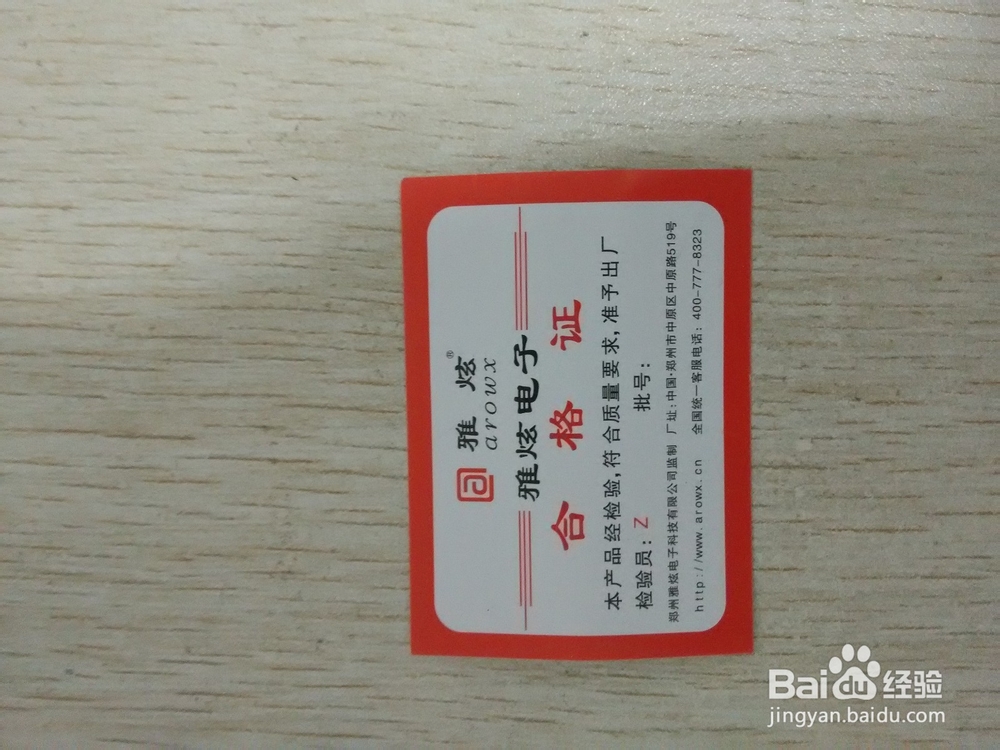 雅炫®
arowx
雅炫电子
合格证
本产品经检验,符合质量要求,准予出厂
检验员: Z 批号:
郑州雅炫电子科技有限公司监制 厂址:中国·郑州市中原区中原路519号
http://www.arowx.cn 全国统一客服电话: 400-777-8323
Baidu经验
jingyan.baidu.com